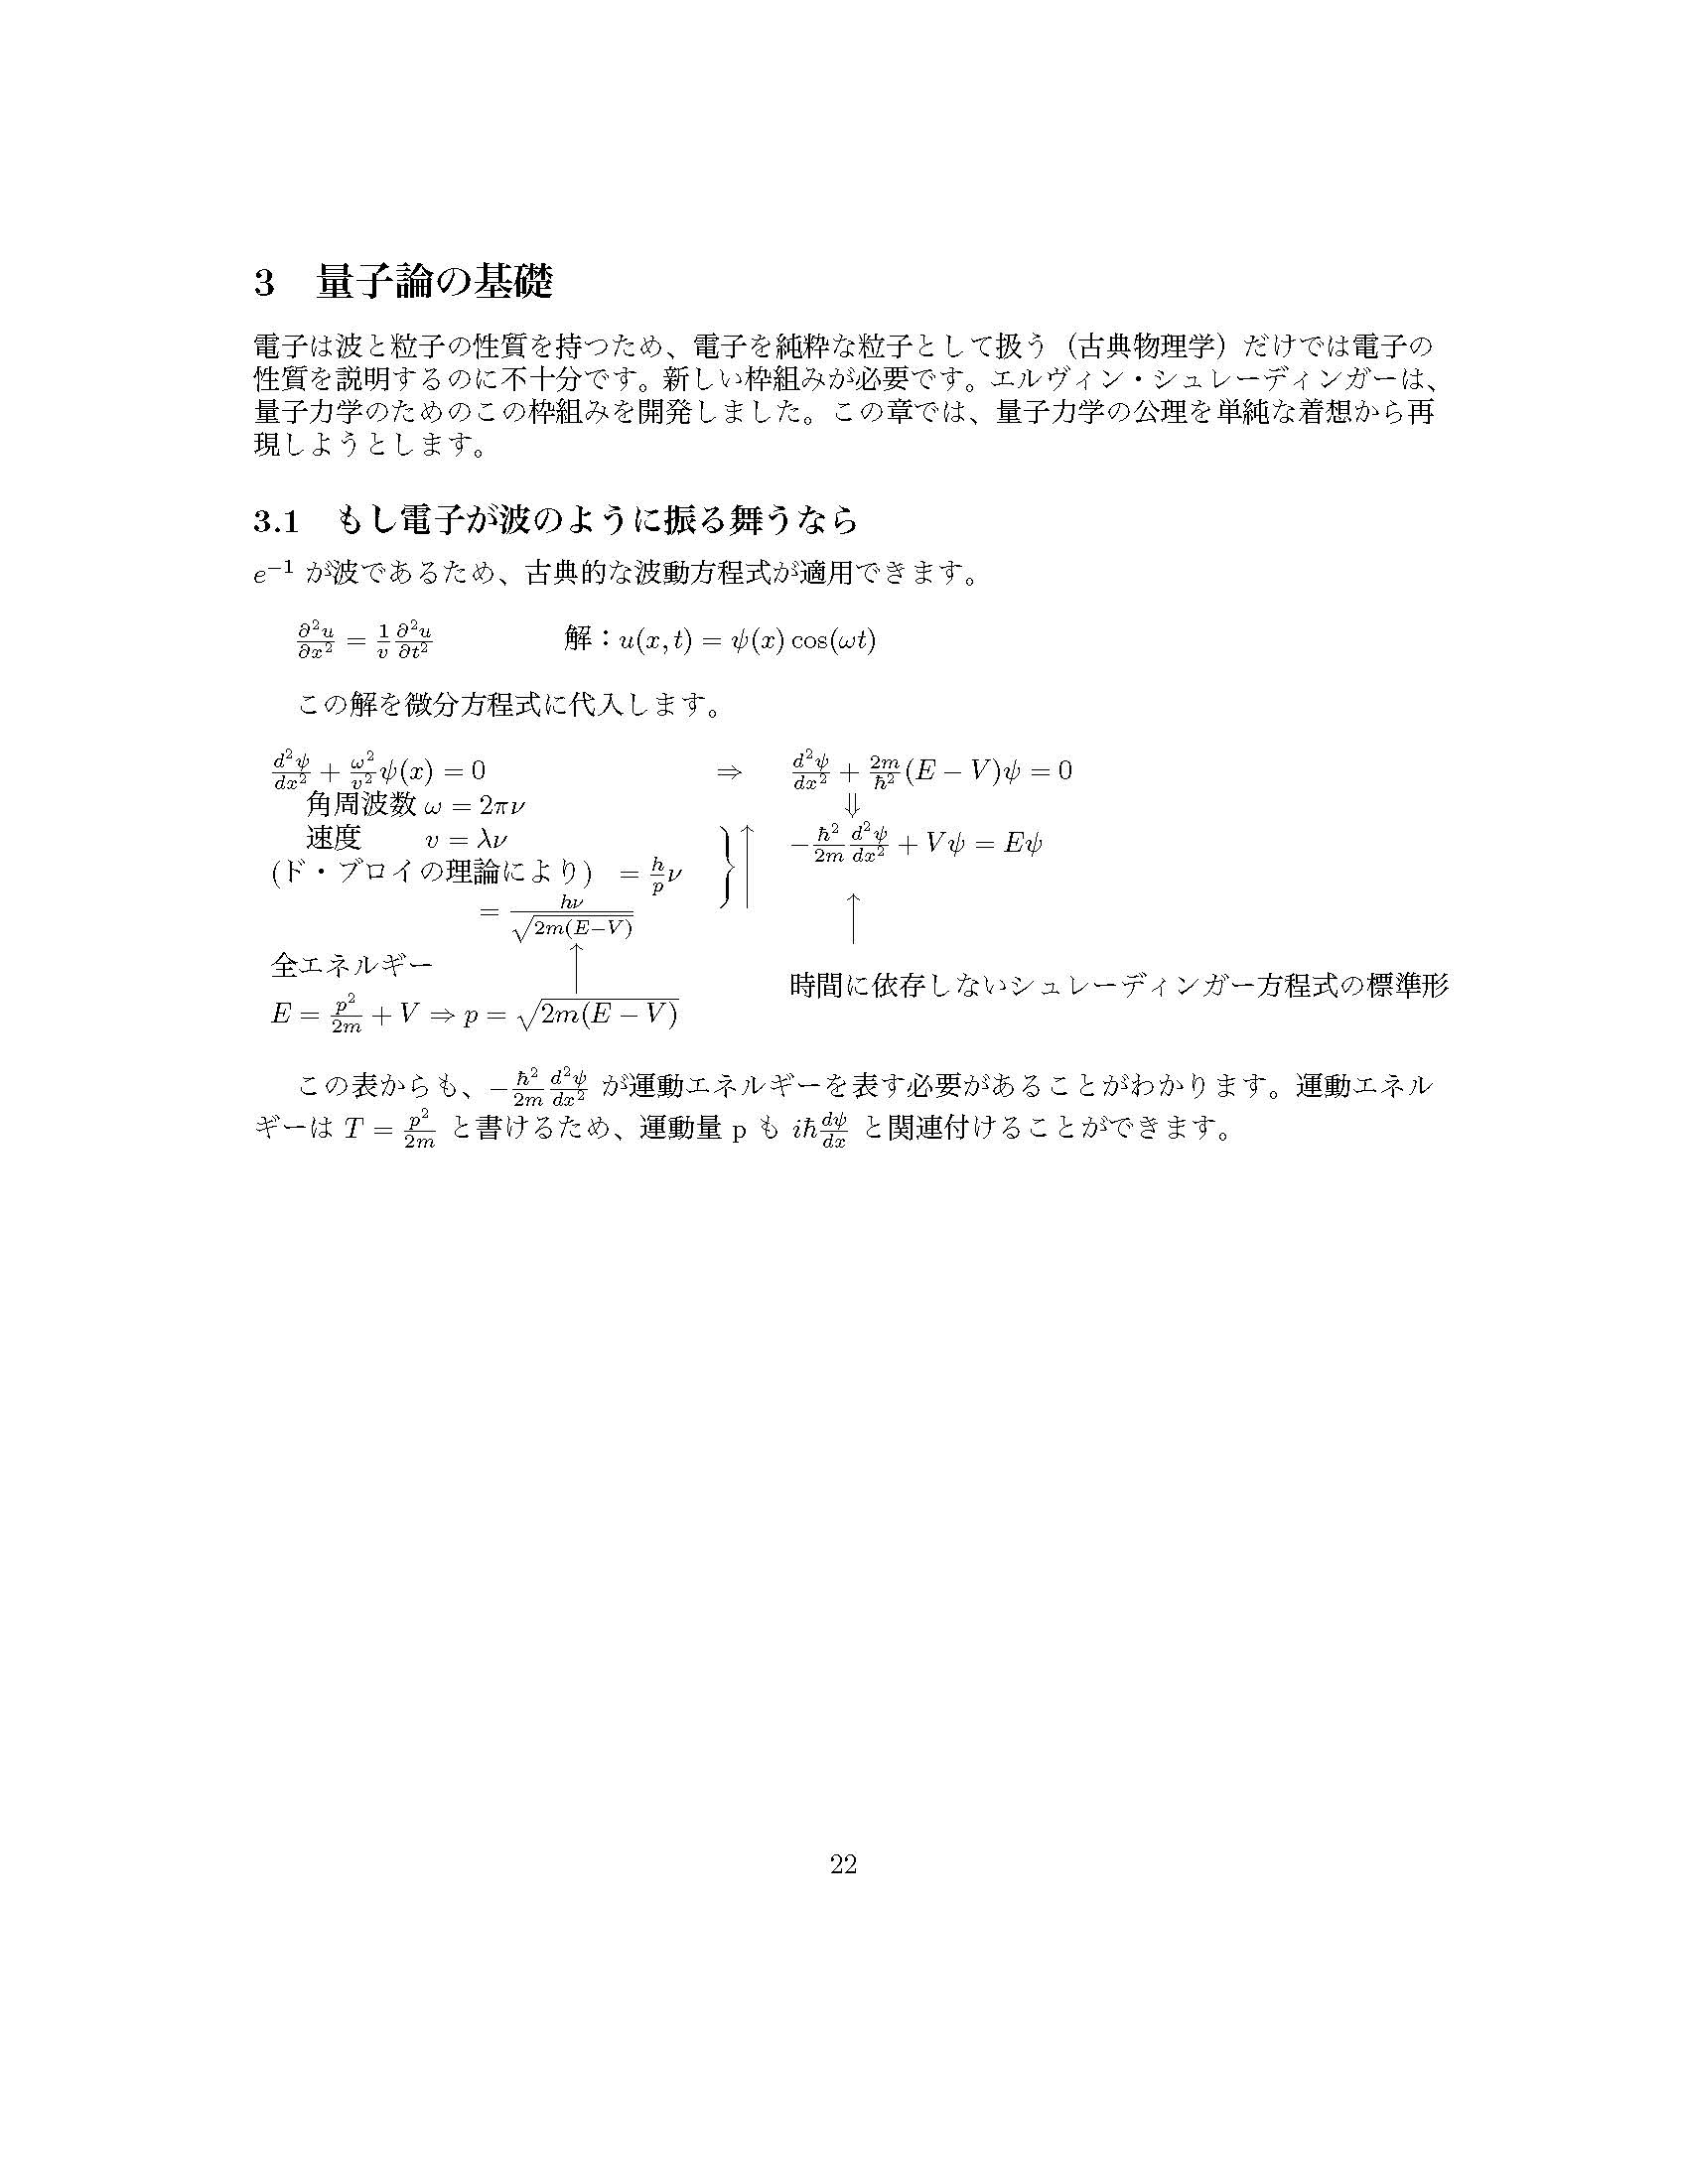 3 量子論の基礎
電子は波と粒子の性質を持つため、電子を純粋な粒子として扱う（古典物理学）だけでは電子の
性質を説明するのに不十分です。新しい枠組みが必要です。エルヴィン・シュレーディンガーは、
量子力学のためのこの枠組みを開発しました。この章では、量子力学の公理を単純な着想から再
現しようとします。
3.1 もし電子が波のように振る舞うなら
$e^{-1}$ が波であるため、古典的な波動方程式が適用できます。
$\frac{\partial^2 u}{\partial x^2} = \frac{1}{v}\frac{\partial^2 u}{\partial t^2}$ 解：$u(x,t) = \psi(x)\cos(\omega t)$
この解を微分方程式に代入します。
$\frac{d^2\psi}{dx^2} + \frac{\omega^2}{v^2}\psi(x) = 0$ ⇒ $\frac{d^2\psi}{dx^2} + \frac{2m}{\hbar^2}(E-V)\psi = 0$
角周波数 $\omega = 2\pi\nu$ ⇓
速度 $v = \lambda\nu$ $-\frac{\hbar^2}{2m}\frac{d^2\psi}{dx^2} + V\psi = E\psi$
(ド・ブロイの理論により) $= \frac{h}{p}\nu$ } ↑
$= \frac{h\nu}{\sqrt{2m(E-V)}}$ ↑
全エネルギー ↑
時間に依存しないシュレーディンガー方程式の標準形
$E = \frac{p^2}{2m} + V \Rightarrow p = \sqrt{2m(E-V)}$
この表からも、$-\frac{\hbar^2}{2m}\frac{d^2\psi}{dx^2}$ が運動エネルギーを表す必要があることがわかります。運動エネル
ギーは $T = \frac{p^2}{2m}$ と書けるため、運動量 p も $i\hbar\frac{d\psi}{dx}$ と関連付けることができます。
22